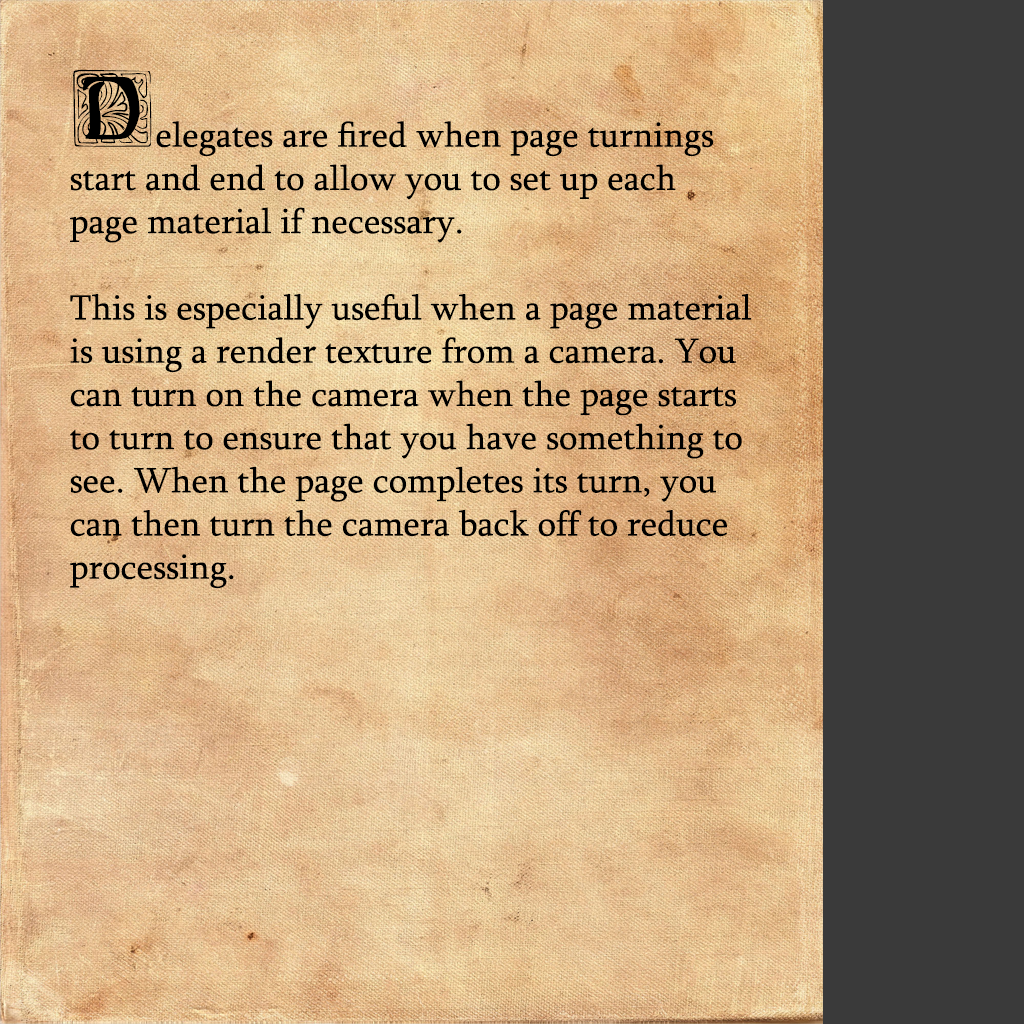 Delegates are fired when page turnings
start and end to allow you to set up each
page material if necessary.
This is especially useful when a page material
is using a render texture from a camera. You
can turn on the camera when the page starts
to turn to ensure that you have something to
see. When the page completes its turn, you
can then turn the camera back off to reduce
processing.